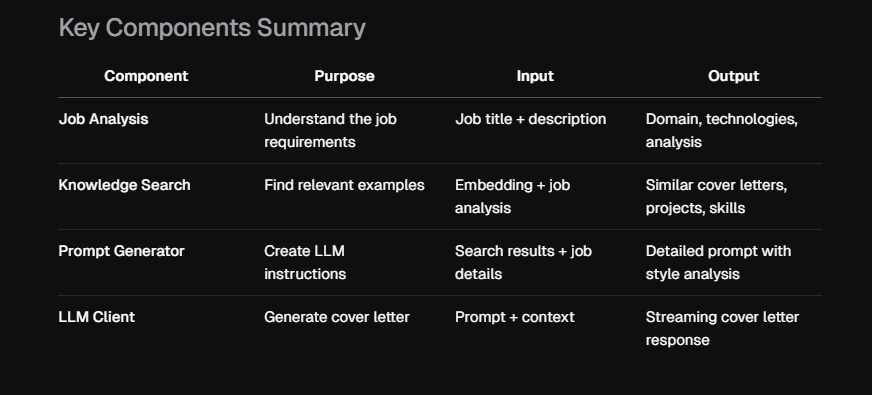 Key Components Summary
Component Purpose Input Output
Job Analysis Understand the job Job title + description Domain, technologies,
requirements analysis
Knowledge Search Find relevant examples Embedding + job Similar cover letters,
analysis projects, skills
Prompt Generator Create LLM Search results + job Detailed prompt with
instructions details style analysis
LLM Client Generate cover letter Prompt + context Streaming cover letter
response